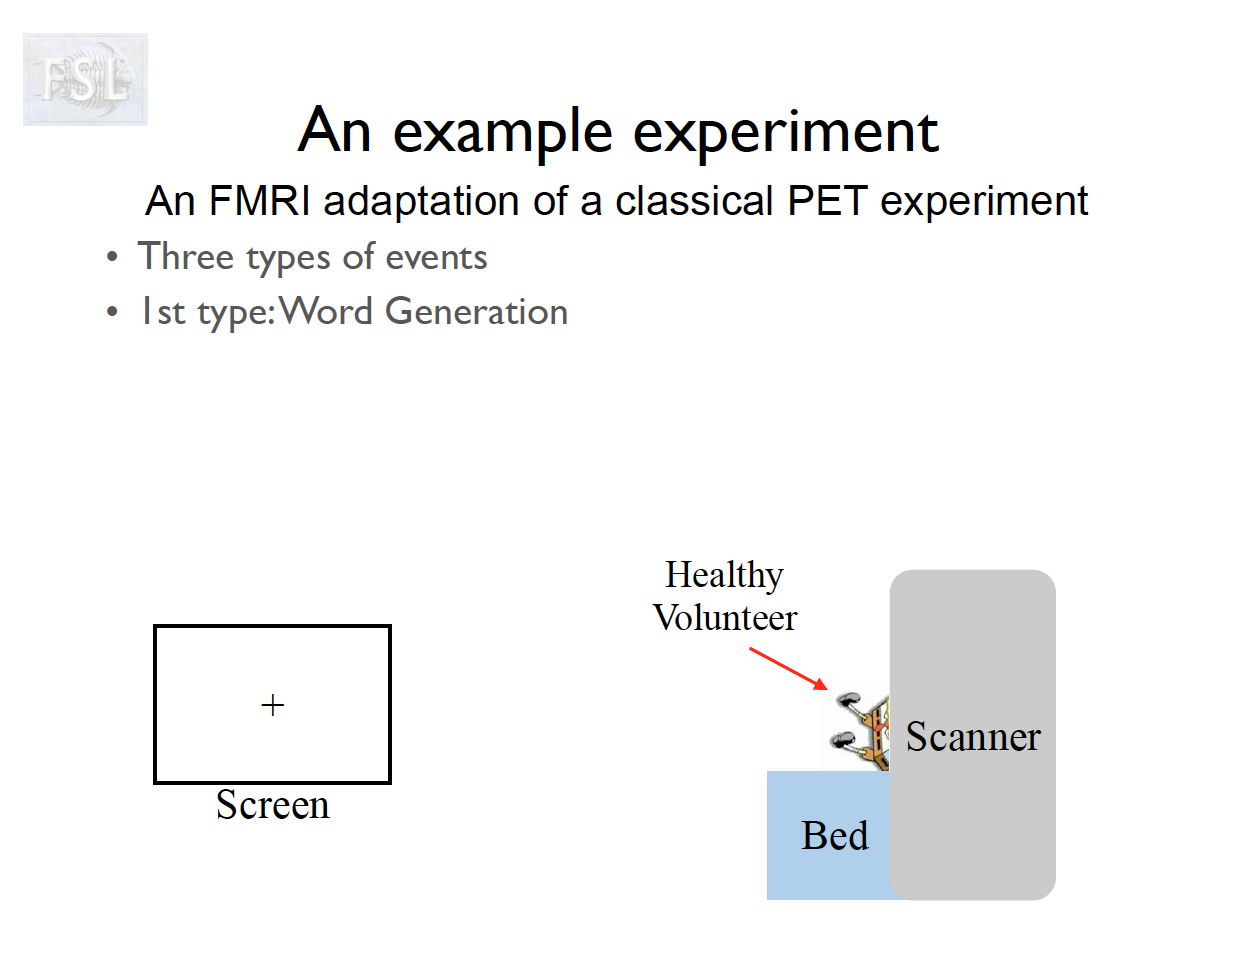 FSL
An example experiment
An FMRI adaptation of a classical PET experiment
• Three types of events
• 1st type: Word Generation
Healthy
Volunteer
+
Scanner
Screen
Bed